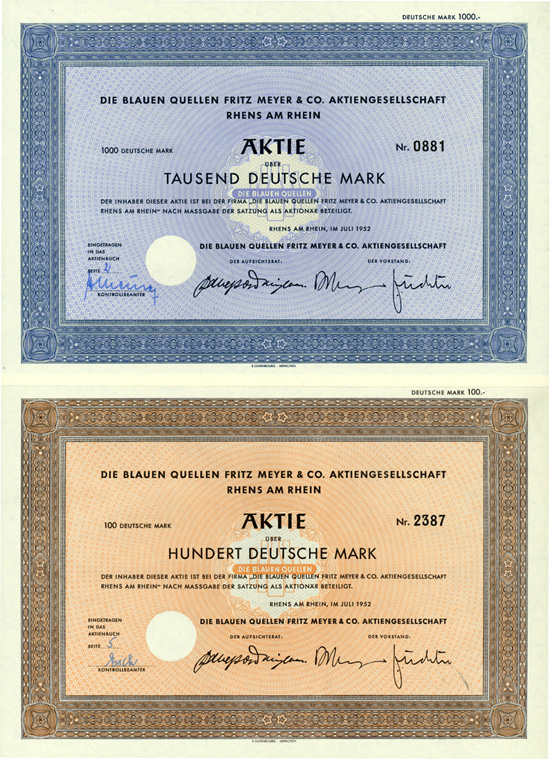 DEUTSCHE MARK 1000.-
DIE BLAUEN QUELLEN FRITZ MEYER & CO. AKTIENGESELLSCHAFT
RHENS AM RHEIN
1000 DEUTSCHE MARK
AKTIE
Nr. 0881
ÜBER
TAUSEND DEUTSCHE MARK
DIE BLAUEN QUELLEN
DER INHABER DIESER AKTIE IST BEI DER FIRMA „DIE BLAUEN QUELLEN FRITZ MEYER & CO. AKTIENGESELLSCHAFT
RHENS AM RHEIN“ NACH MASSGABE DER SATZUNG ALS AKTIONÄR BETEILIGT.
RHENS AM RHEIN, IM JULI 1952
EINGETRAGEN
IN DAS
AKTIENBUCH
DIE BLAUEN QUELLEN FRITZ MEYER & CO. AKTIENGESELLSCHAFT
DER AUFSICHTSRAT:
DER VORSTAND:
SEITE
KONTROLLBEAMTER
R. OLDENBOURG · MÜNCHEN
DEUTSCHE MARK 100.-
DIE BLAUEN QUELLEN FRITZ MEYER & CO. AKTIENGESELLSCHAFT
RHENS AM RHEIN
100 DEUTSCHE MARK
AKTIE
Nr. 2387
ÜBER
HUNDERT DEUTSCHE MARK
DIE BLAUEN QUELLEN
DER INHABER DIESER AKTIE IST BEI DER FIRMA „DIE BLAUEN QUELLEN FRITZ MEYER & CO. AKTIENGESELLSCHAFT
RHENS AM RHEIN“ NACH MASSGABE DER SATZUNG ALS AKTIONÄR BETEILIGT.
RHENS AM RHEIN, IM JULI 1952
EINGETRAGEN
IN DAS
AKTIENBUCH
DIE BLAUEN QUELLEN FRITZ MEYER & CO. AKTIENGESELLSCHAFT
DER AUFSICHTSRAT:
DER VORSTAND:
SEITE 5
KONTROLLBEAMTER
R. OLDENBOURG · MÜNCHEN